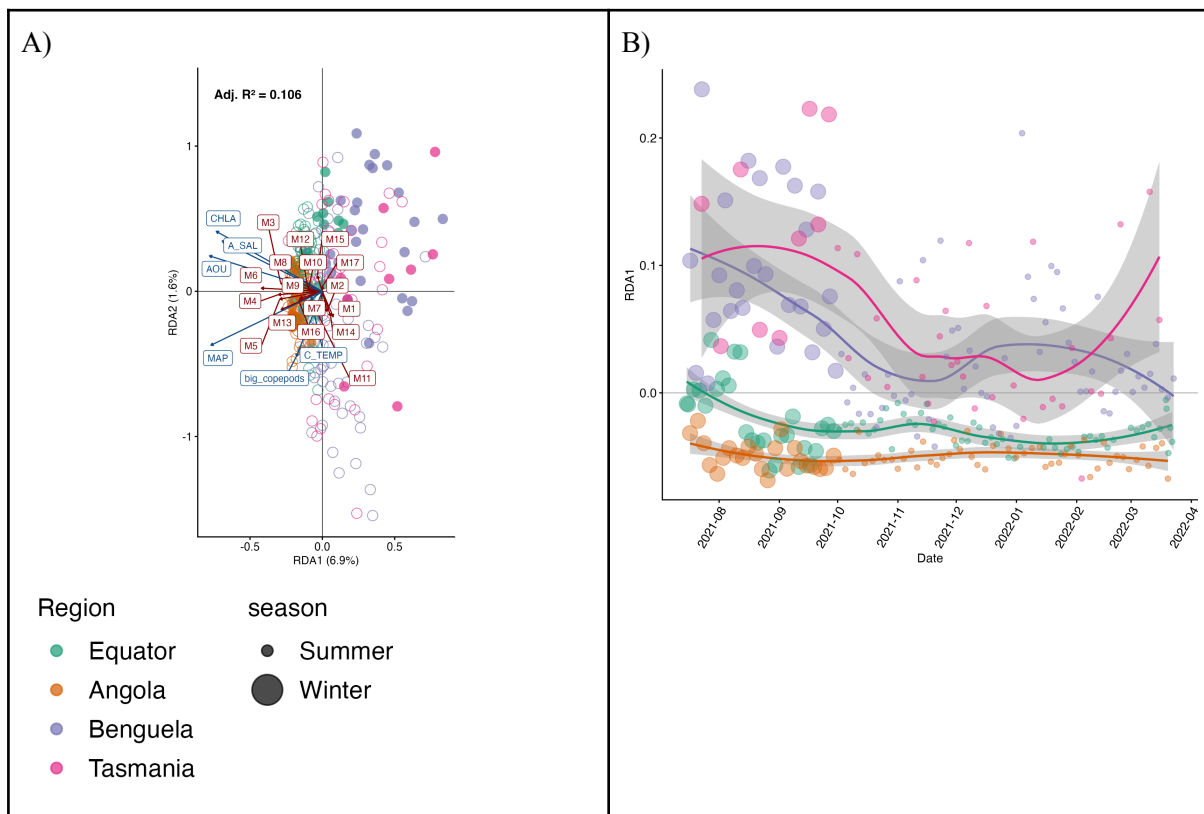 A)
Adj. R² = 0.106
1
0
-1
RDA2 (1.6%)
CHLA
M3
A_SAL
M12
M15
AOU
M8
M10
M17
M6
M9
M2
M4
M7
M1
M13
M16
M14
M5
C_TEMP
MAP
big_copepods
M11
-0.5
0.0
0.5
RDA1 (6.9%)
Region
Equator
Angola
Benguela
Tasmania
season
Summer
Winter
B)
0.2
0.1
0.0
RDA1
2021-08
2021-09
2021-10
2021-11
2021-12
2022-01
2022-02
2022-03
2022-04
Date